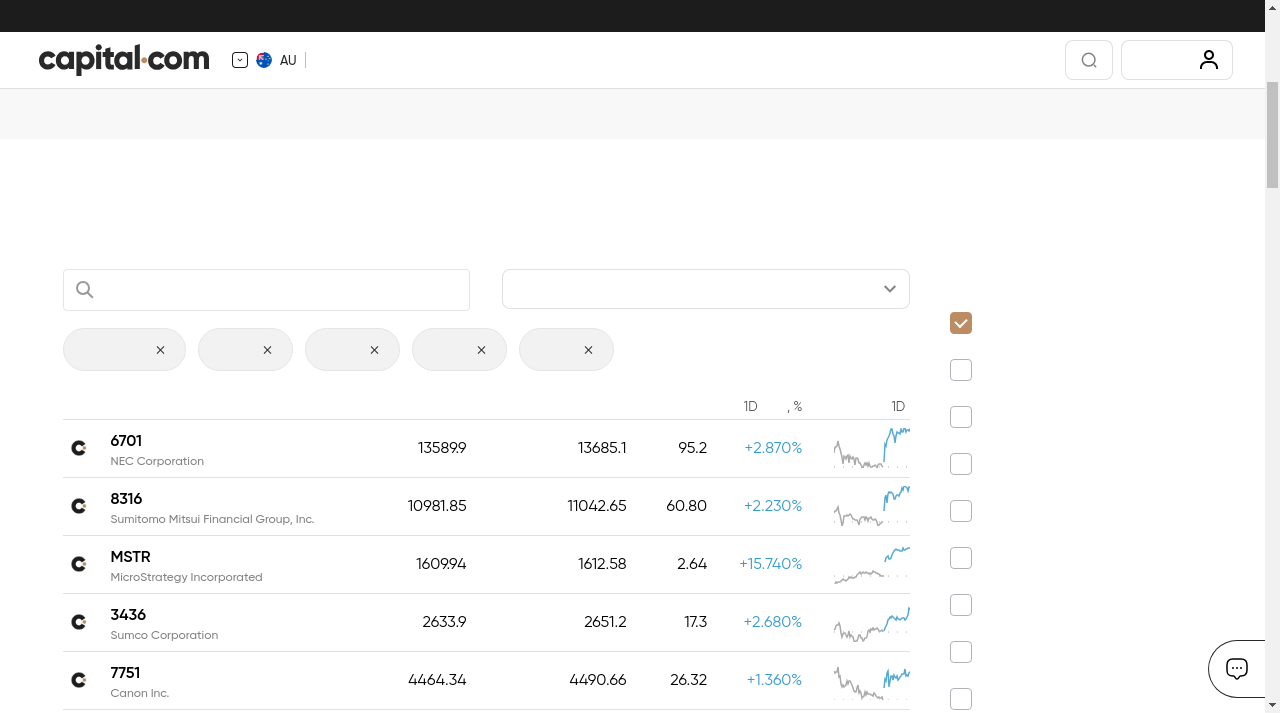 capital.com
AU
1D , % 1D
6701 13589.9 13685.1 95.2 +2.870%
NEC Corporation
8316 10981.85 11042.65 60.80 +2.230%
Sumitomo Mitsui Financial Group, Inc.
MSTR 1609.94 1612.58 2.64 +15.740%
MicroStrategy Incorporated
3436 2633.9 2651.2 17.3 +2.680%
Sumco Corporation
7751 4464.34 4490.66 26.32 +1.360%
Canon Inc.